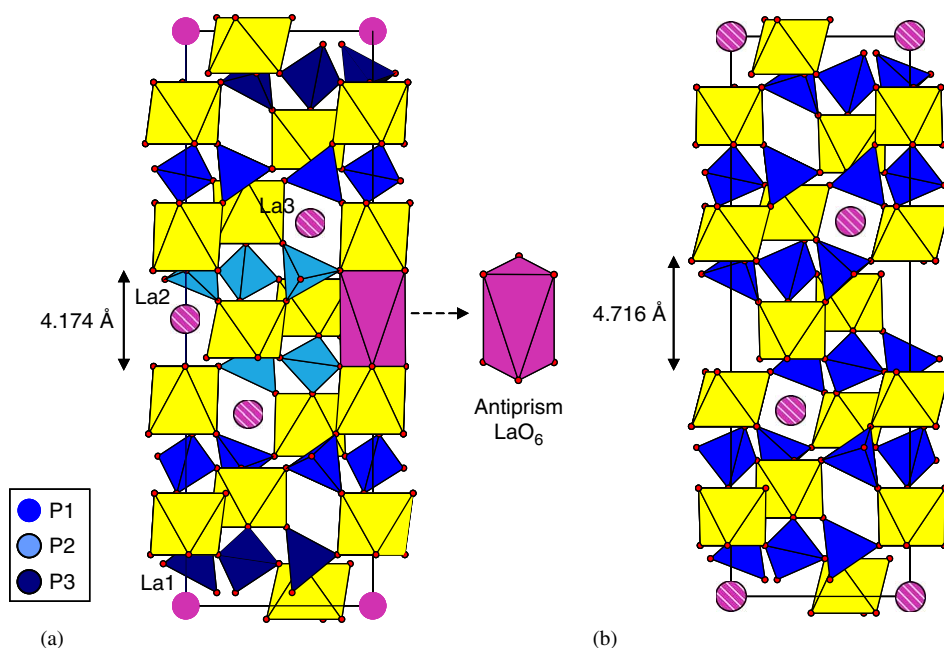 La3
La2
4.174 Å
4.716 Å
Antiprism
LaO6
P1
P2
P3
La1
(a)
(b)